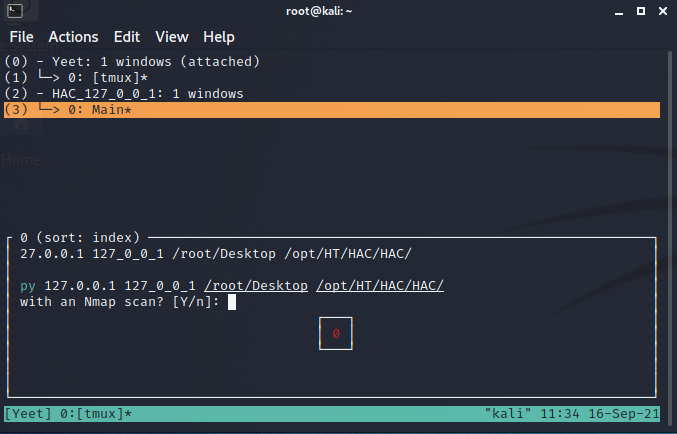 root@kali: ~
File Actions Edit View Help
(0) - Yeet: 1 windows (attached)
(1) └─> 0: [tmux]*
(2) - HAC_127_0_0_1: 1 windows
(3) └─> 0: Main*
Home
0 (sort: index)
27.0.0.1 127_0_0_1 /root/Desktop /opt/HT/HAC/HAC/
py 127.0.0.1 127_0_0_1 /root/Desktop /opt/HT/HAC/HAC/
with an Nmap scan? [Y/n]:
0
[Yeet] 0:[tmux]* "kali" 11:34 16-Sep-21